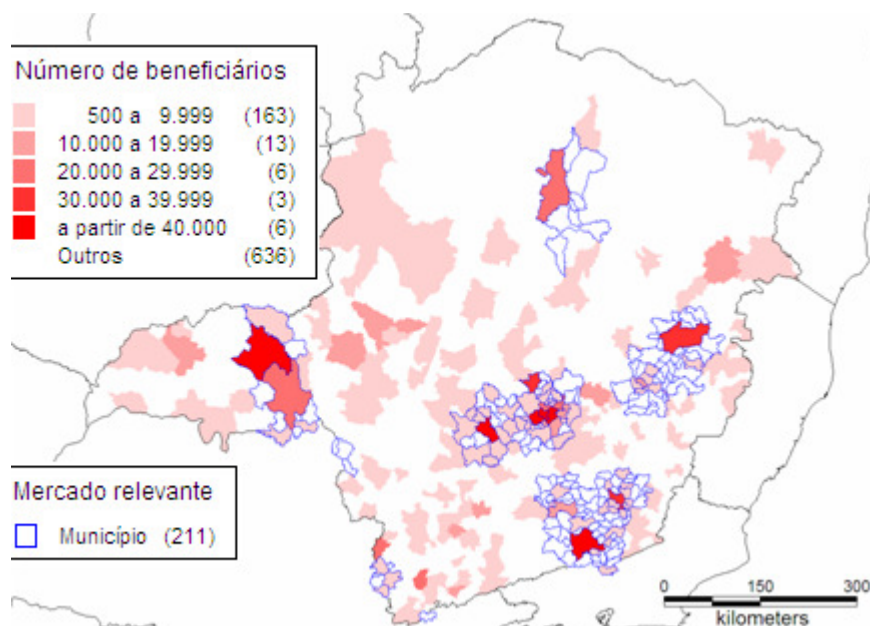 Número de beneficiários
500 a 9.999 (163)
10.000 a 19.999 (13)
20.000 a 29.999 (6)
30.000 a 39.999 (3)
a partir de 40.000 (6)
Outros (636)
Mercado relevante
Município (211)
0 150 300
kilometers